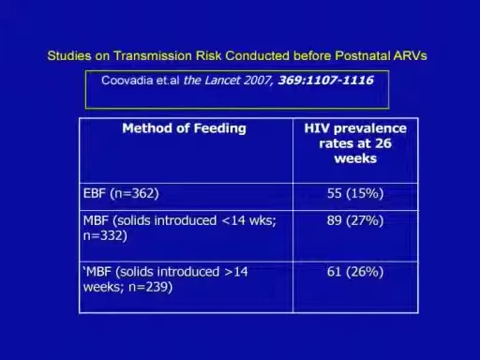 Studies on Transmission Risk Conducted before Postnatal ARVs
Coovadia et.al the Lancet 2007, 369:1107-1116
Method of Feeding
HIV prevalence
rates at 26
weeks
EBF (n=362)
55 (15%)
MBF (solids introduced <14 wks;
n=332)
89 (27%)
‘MBF (solids introduced >14
weeks; n=239)
61 (26%)